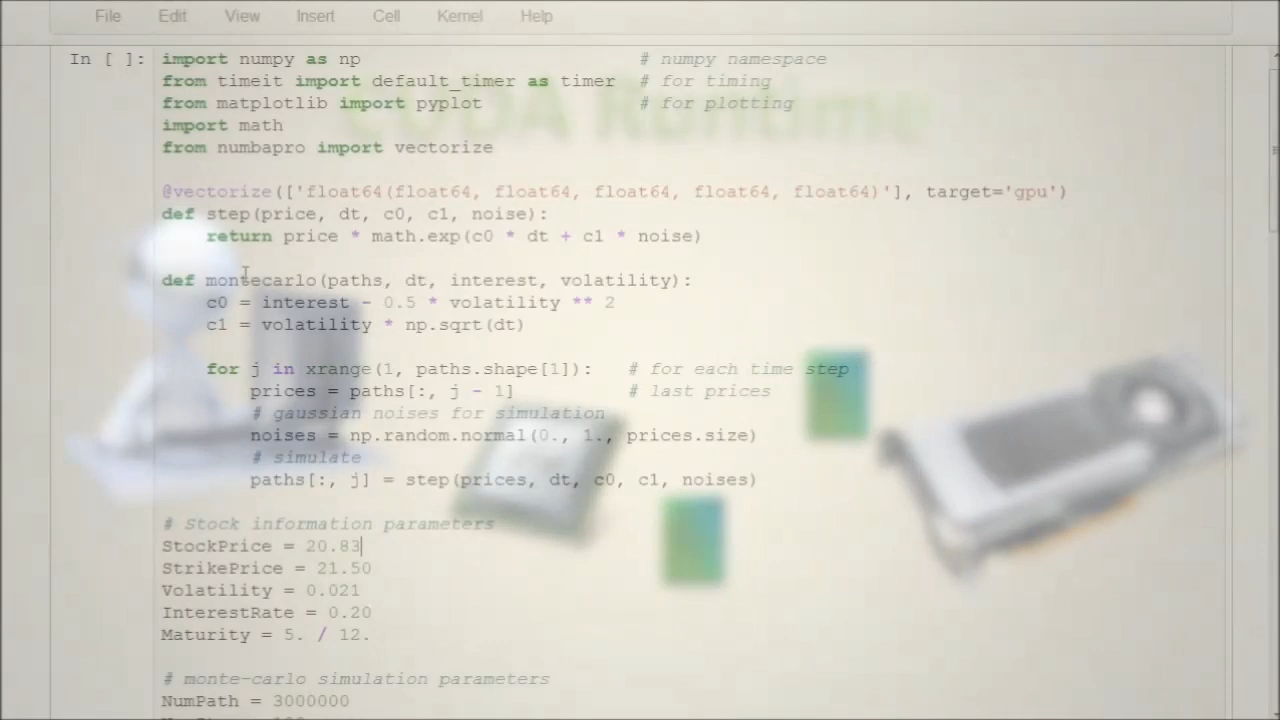 File Edit View Insert Cell Kernel Help
CUDA Runtime
In [ ]: import numpy as np # numpy namespace
from timeit import default_timer as timer # for timing
from matplotlib import pyplot # for plotting
import math
from numbapro import vectorize
@vectorize(['float64(float64, float64, float64, float64, float64)'], target='gpu')
def step(price, dt, c0, c1, noise):
return price * math.exp(c0 * dt + c1 * noise)
def montecarlo(paths, dt, interest, volatility):
c0 = interest - 0.5 * volatility ** 2
c1 = volatility * np.sqrt(dt)
for j in xrange(1, paths.shape[1]): # for each time step
prices = paths[:, j - 1] # last prices
# gaussian noises for simulation
noises = np.random.normal(0., 1., prices.size)
# simulate
paths[:, j] = step(prices, dt, c0, c1, noises)
# Stock information parameters
StockPrice = 20.83
StrikePrice = 21.50
Volatility = 0.021
InterestRate = 0.20
Maturity = 5. / 12.
# monte-carlo simulation parameters
NumPath = 3000000